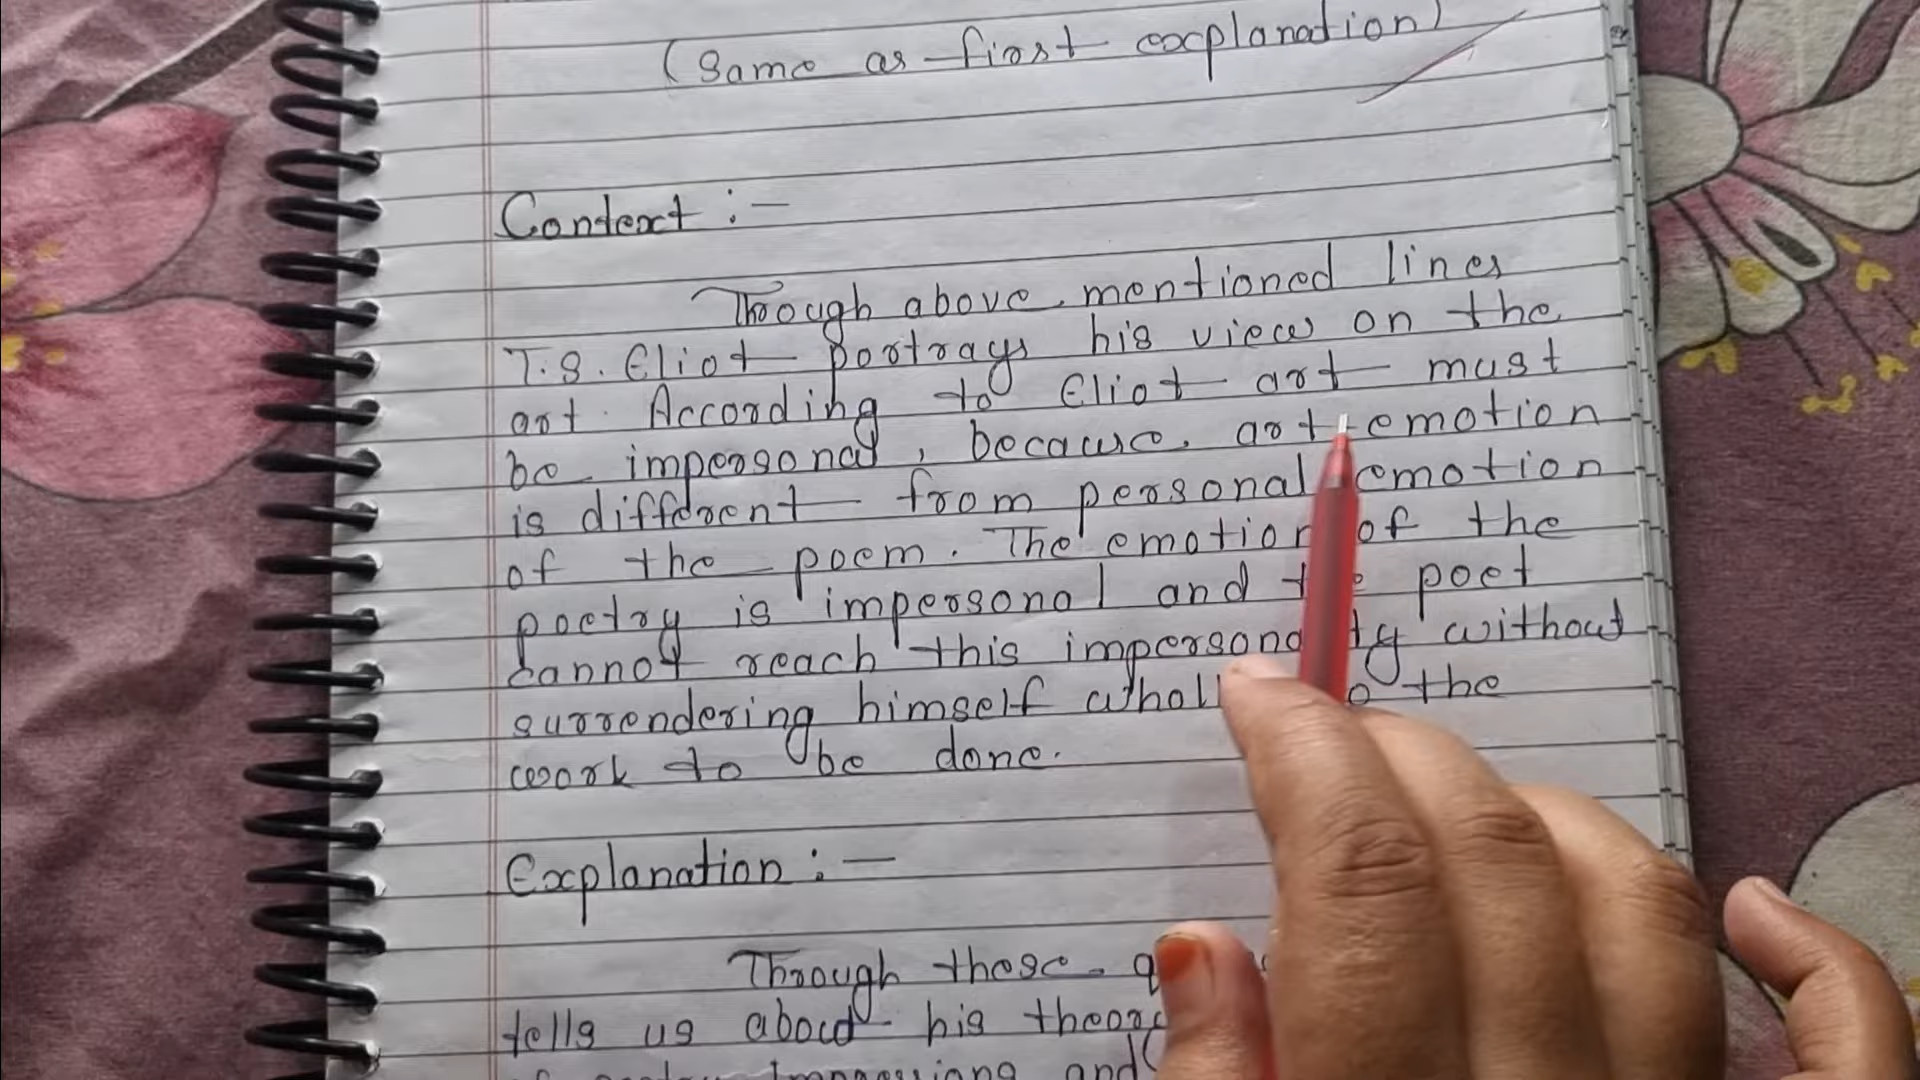 (Same as first explanation)
Context :-
Through above mentioned lines
T.S. Eliot portrays his view on the
art. According to Eliot art must
be impersonal, because art emotion
is different from personal emotion
of the poem. The emotion of the
poetry is impersonal and the poet
cannot reach this impersonality without
surrendering himself wholly to the
work to be done.
Explanation :-
Through these
tells us about his
impressions and